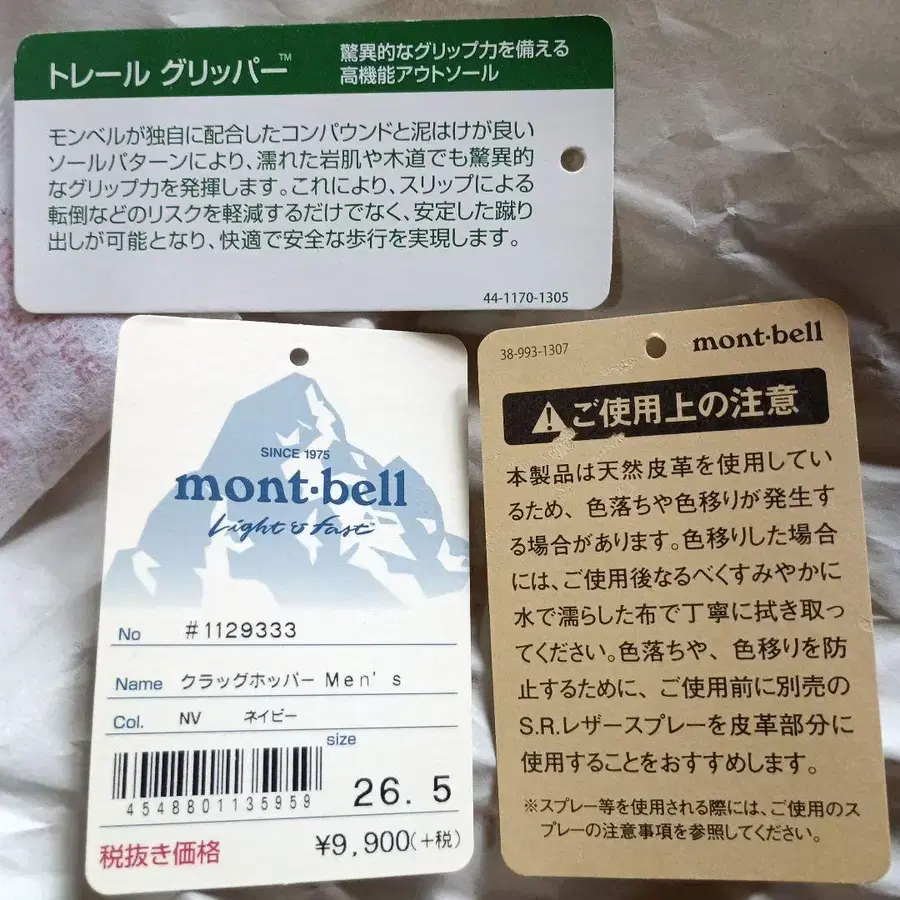 トレール グリッパー™
驚異的なグリップ力を備える
高機能アウトソール
モンベルが独自に配合したコンパウンドと泥はけが良い
ソールパターンにより、濡れた岩肌や木道でも驚異的
なグリップ力を発揮します。これにより、スリップによる
転倒などのリスクを軽減するだけでなく、安定した蹴り
出しが可能となり、快適で安全な歩行を実現します。
44-1170-1305
SINCE 1975
mont·bell
Light & Fast
No #1129333
Name クラッグホッパー Men's
Col. NV ネイビー
size
26.5
4548801135959
税抜き価格 ¥9,900(+税)
38-993-1307
mont·bell
⚠ご使用上の注意
本製品は天然皮革を使用してい
るため、色落ちや色移りが発生す
る場合があります。色移りした場合
には、ご使用後なるべくすみやかに
水で濡らした布で丁寧に拭き取っ
てください。色落ちや、色移りを防
止するために、ご使用前に別売の
S.R.レザースプレーを皮革部分に
使用することをおすすめします。
※スプレー等を使用される際には、ご使用のス
プレーの注意事項を参照してください。